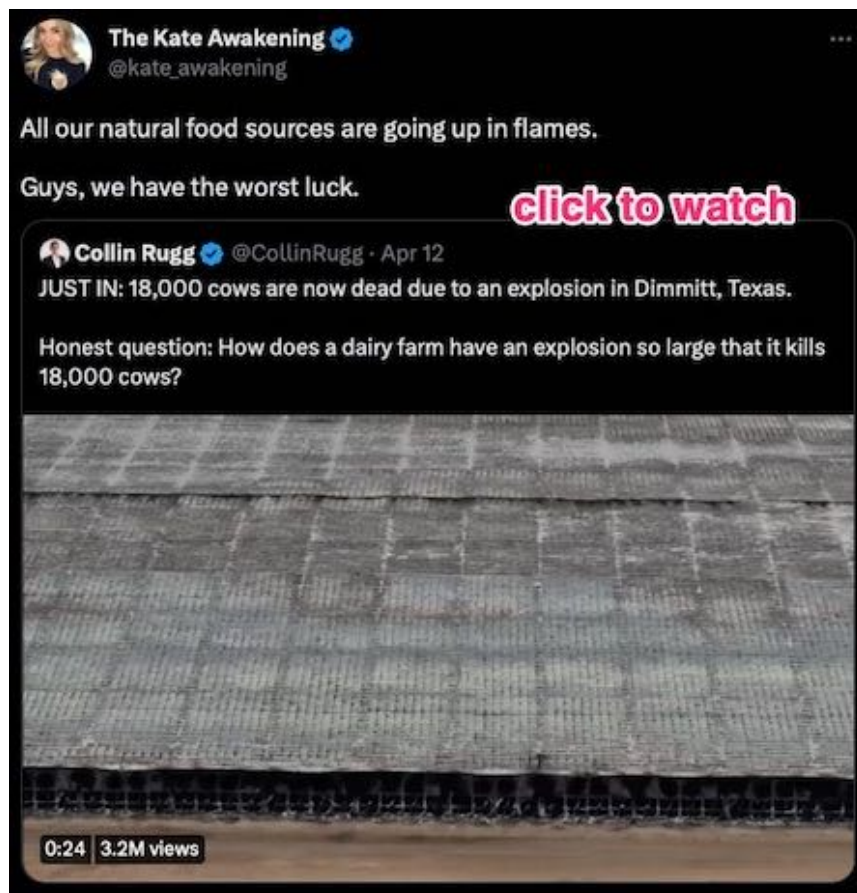 The Kate Awakening
@kate_awakening
All our natural food sources are going up in flames.
Guys, we have the worst luck.
click to watch
Collin Rugg @CollinRugg · Apr 12
JUST IN: 18,000 cows are now dead due to an explosion in Dimmitt, Texas.
Honest question: How does a dairy farm have an explosion so large that it kills
18,000 cows?
0:24 3.2M views